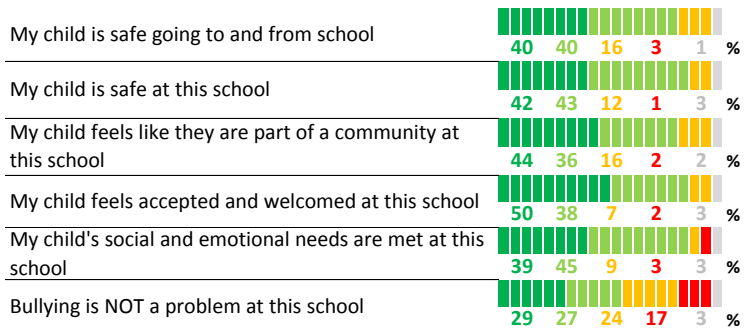 My child is safe going to and from school
40 40 16 3 1 %
My child is safe at this school
42 43 12 1 3 %
My child feels like they are part of a community at
this school
44 36 16 2 2 %
My child feels accepted and welcomed at this school
50 38 7 2 3 %
My child's social and emotional needs are met at this
school
39 45 9 3 3 %
Bullying is NOT a problem at this school
29 27 24 17 3 %